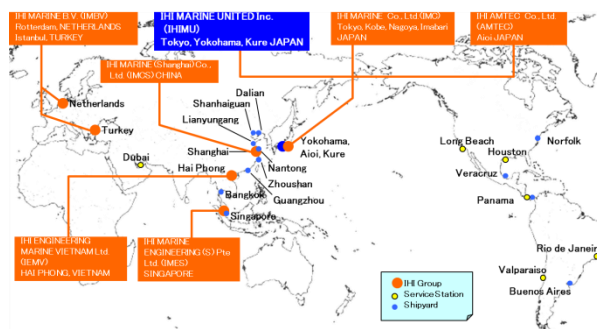 IHI MARINE B.V. (IMBV)
Rotterdam, NETHERLANDS
Istanbul, TURKEY
IHI MARINE UNITED Inc.
(IHIMU)
Tokyo, Yokohama, Kure JAPAN
IHI MARINE Co., Ltd.(IMC)
Tokyo, Kobe, Nagoya, Imabari
JAPAN
IHI AMTEC Co., Ltd.
(AMTEC)
Aioi JAPAN
IHI MARINE (Shanghai) Co.,
Ltd. (IMCS) CHINA
Netherlands
Turkey
Dubai
Dalian
Shanhaiguan
Lianyungang
Shanghai
Hai Phong
Bangkok
Singapore
Nantong
Zhoushan
Guangzhou
Yokohama,
Aioi, Kure
Long Beach
Houston
Norfolk
Veracruz
Panama
Rio de Janeir
Valparaiso
Buenos Aires
IHI ENGINEERING
MARINE VIETNAM Ltd.
(IEMV)
HAI PHONG, VIETNAM
IHI MARINE
ENGINEERING (S) Pte
Ltd. (IMES)
SINGAPORE
IHI Group
Service Station
Shipyard